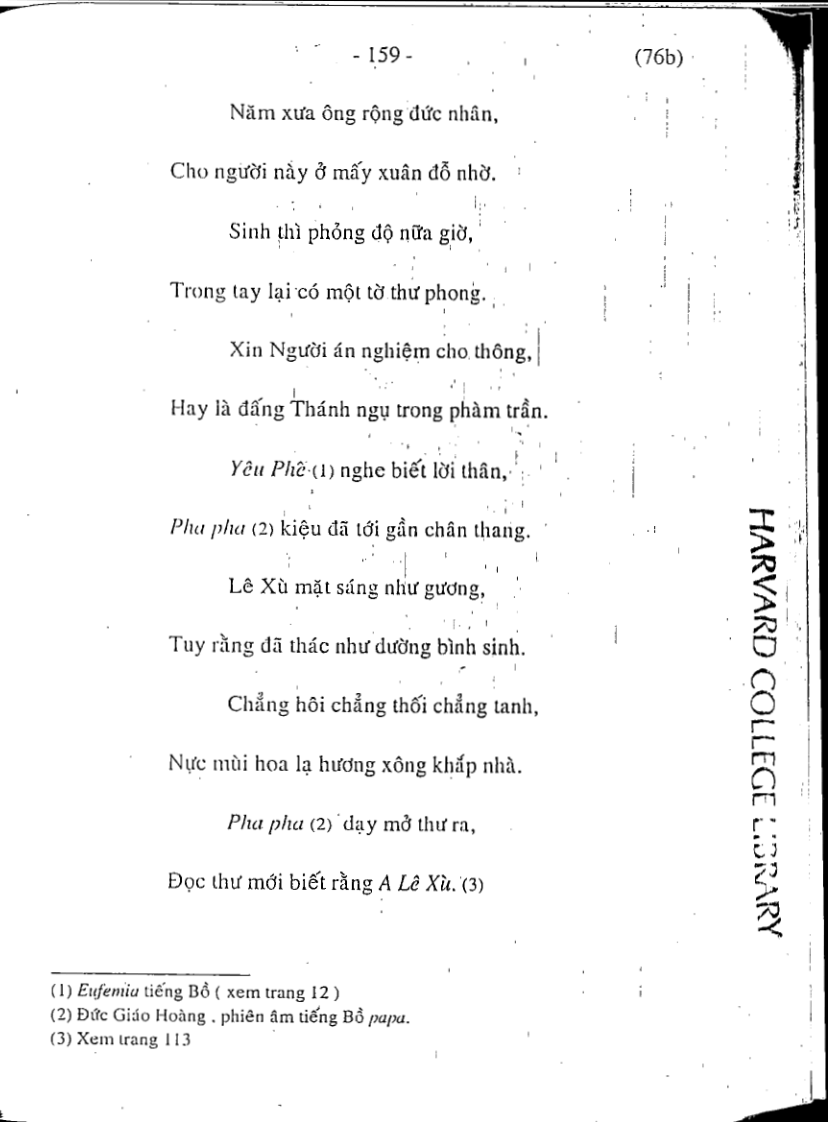 - 159 - (76b)
Năm xưa ông rộng đức nhân,
Cho người này ở mấy xuân đỗ nhờ.
Sinh thì phỏng độ nữa giờ,
Trong tay lại có một tờ thư phong.
Xin Người án nghiệm cho thông,
Hay là đấng Thánh ngụ trong phàm trần.
Yêu Phê (1) nghe biết lời thân,
Pha pha (2) kiệu đã tới gần chân thang.
Lê Xù mặt sáng như gương,
Tuy rằng đã thác như dường bình sinh.
Chẳng hôi chẳng thối chẳng tanh,
Nực mùi hoa lạ hương xông khắp nhà.
Pha pha (2) dạy mở thư ra,
Đọc thư mới biết rằng A Lê Xù. (3)
(1) Eufemia tiếng Bồ ( xem trang 12 )
(2) Đức Giáo Hoàng . phiên âm tiếng Bồ papa.
(3) Xem trang 113
HARVARD COLLEGE LIBRARY